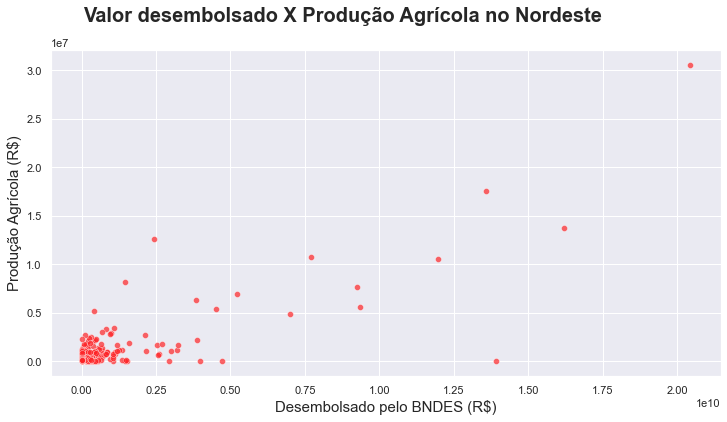 Valor desembolsado X Produção Agrícola no Nordeste
1e7
3.0
2.5
2.0
1.5
1.0
0.5
0.0
Produção Agrícola (R$)
0.00 0.25 0.50 0.75 1.00 1.25 1.50 1.75 2.00
1e10
Desembolsado pelo BNDES (R$)